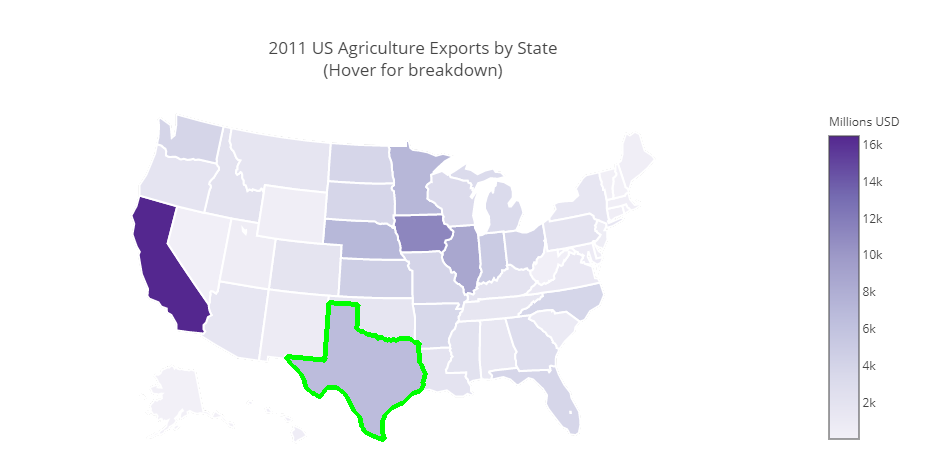 2011 US Agriculture Exports by State
(Hover for breakdown)
Millions USD
16k
14k
12k
10k
8k
6k
4k
2k